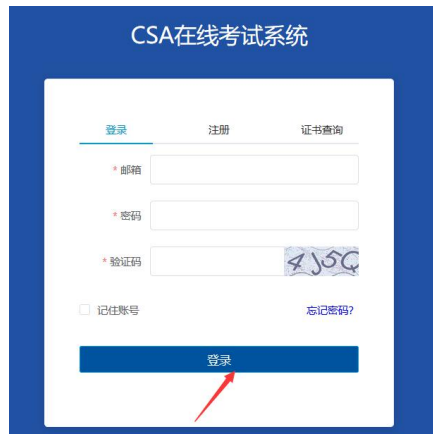 CSA在线考试系统
登录 注册 证书查询
* 邮箱
* 密码
* 验证码 4J5Q
记住账号 忘记密码?
登录